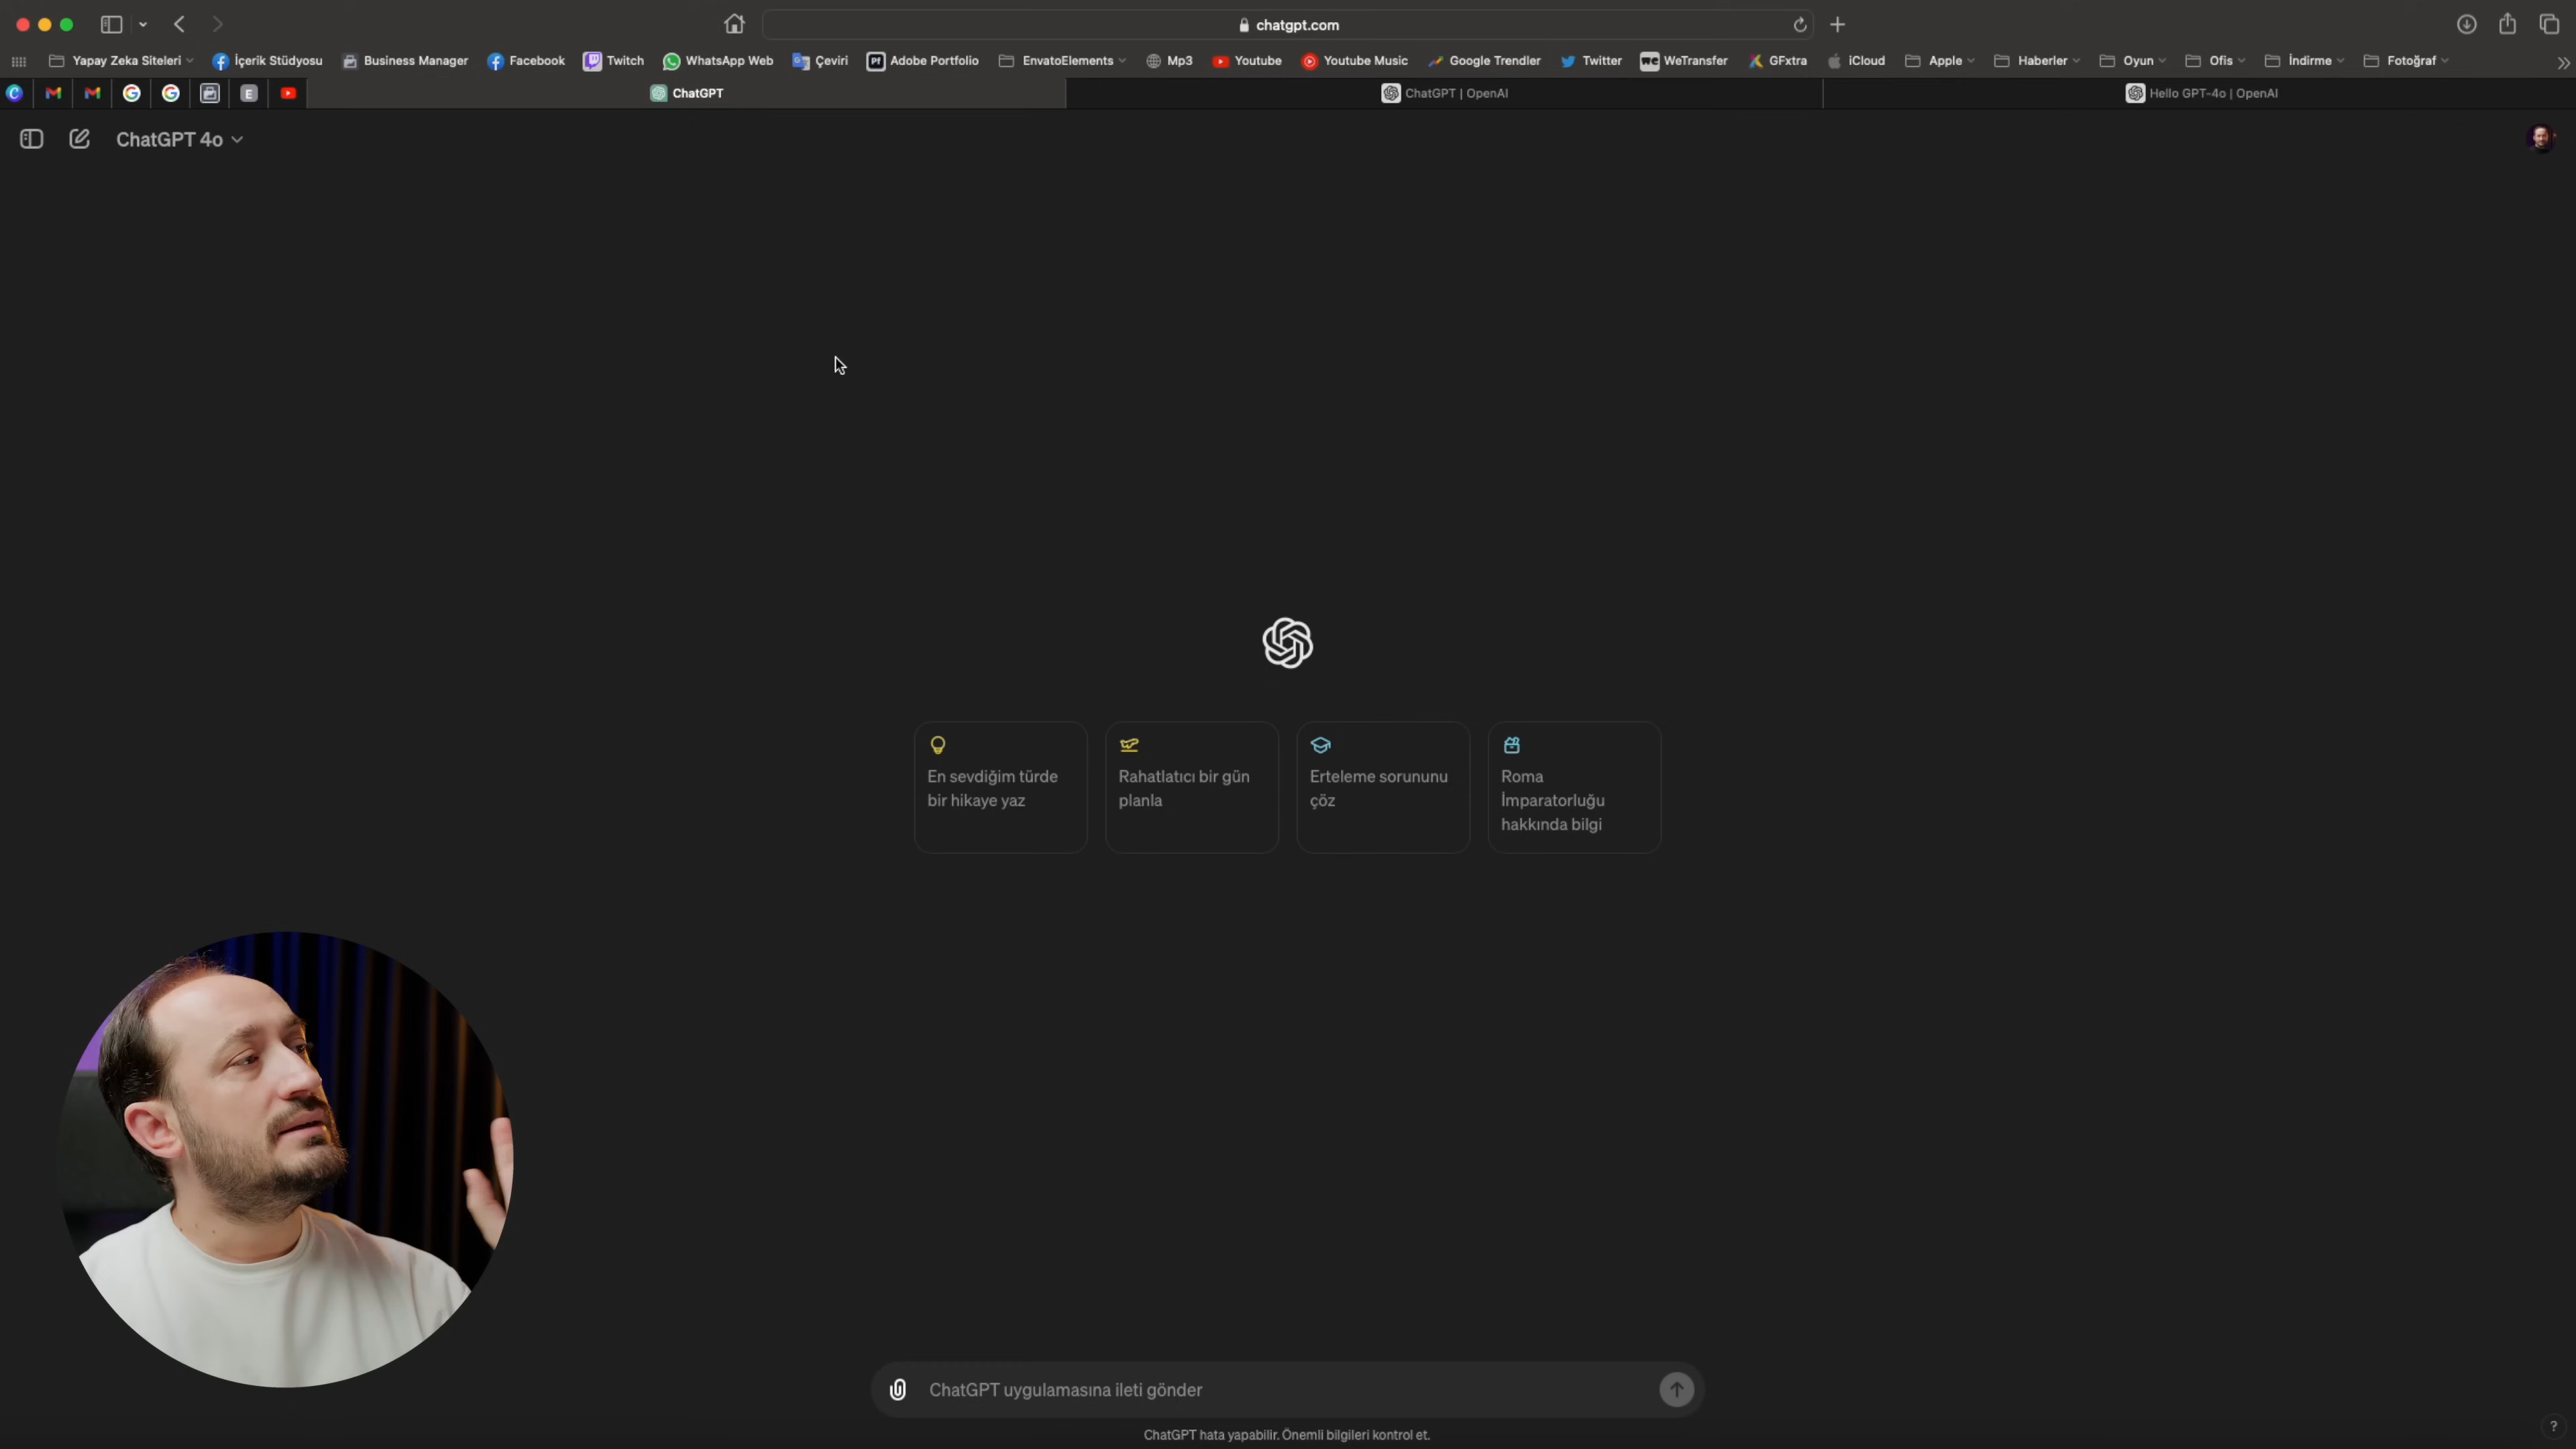 chatgpt.com
Yapay Zeka Siteleri
İçerik Stüdyosu
Business Manager
Facebook
Twitch
WhatsApp Web
Çeviri
Pf Adobe Portfolio
EnvatoElements
Mp3
Youtube
Youtube Music
Google Trendler
Twitter
we WeTransfer
GFxtra
iCloud
Apple
Haberler
Oyun
Ofis
İndirme
Fotoğraf
E
ChatGPT
ChatGPT | OpenAI
Hello GPT-4o | OpenAI
ChatGPT 4o
En sevdiğim türde
bir hikaye yaz
Rahatlatıcı bir gün
planla
Erteleme sorununu
çöz
Roma
İmparatorluğu
hakkında bilgi
ChatGPT uygulamasına ileti gönder
ChatGPT hata yapabilir. Önemli bilgileri kontrol et.
?